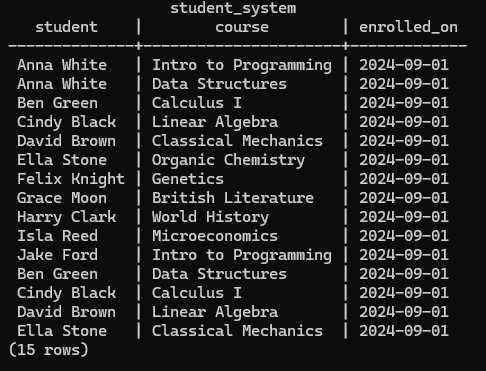 student_system
   student    |        course         | enrolled_on
--------------+-----------------------+-------------
 Anna White   | Intro to Programming | 2024-09-01
 Anna White   | Data Structures      | 2024-09-01
 Ben Green    | Calculus I           | 2024-09-01
 Cindy Black  | Linear Algebra       | 2024-09-01
 David Brown  | Classical Mechanics  | 2024-09-01
 Ella Stone   | Organic Chemistry    | 2024-09-01
 Felix Knight | Genetics             | 2024-09-01
 Grace Moon   | British Literature   | 2024-09-01
 Harry Clark  | World History        | 2024-09-01
 Isla Reed    | Microeconomics       | 2024-09-01
 Jake Ford    | Intro to Programming | 2024-09-01
 Ben Green    | Data Structures      | 2024-09-01
 Cindy Black  | Calculus I           | 2024-09-01
 David Brown  | Linear Algebra       | 2024-09-01
 Ella Stone   | Classical Mechanics  | 2024-09-01
(15 rows)